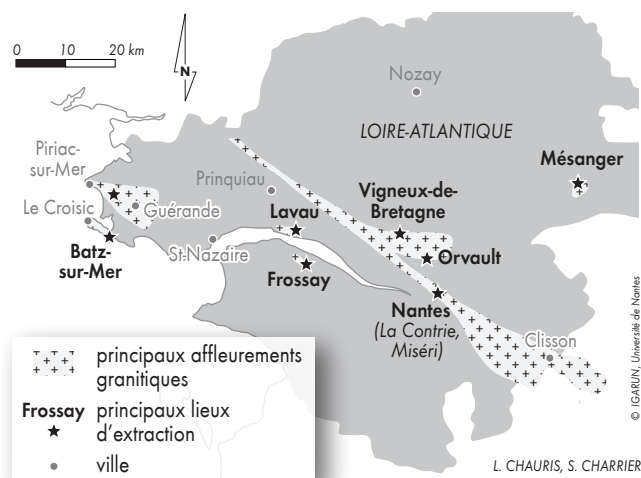 0 10 20 km
N
Nozay
LOIRE-ATLANTIQUE
Piriac-
sur-Mer
Mésanger
Prinquiau
Vigneux-de-
Bretagne
Le Croisic
Guérande
Lavau
Batz-
sur-Mer
St-Nazaire
Orvault
Frossay
Nantes
(La Contrie,
Miséri)
Clisson
principaux affleurements
granitiques
Frossay principaux lieux
d'extraction
ville
© IGARUN, Université de Nantes
L. CHAURIS, S. CHARRIER